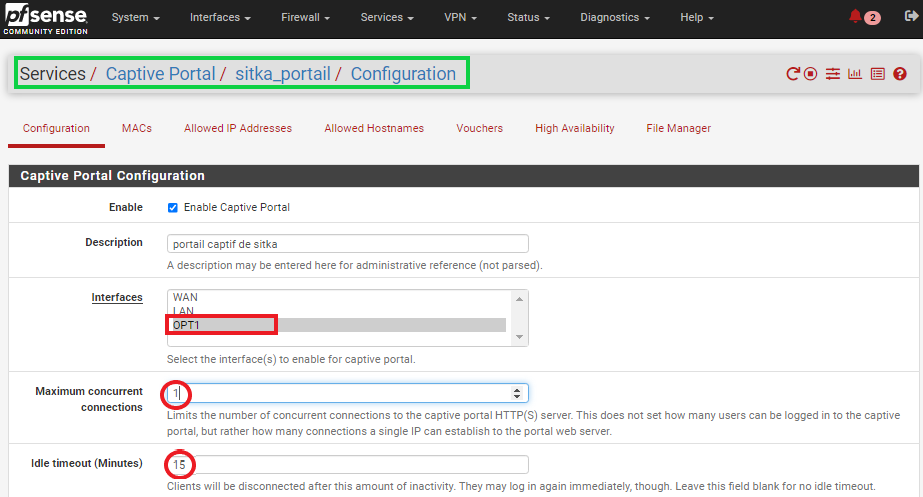 pfsense
COMMUNITY EDITION
System Interfaces Firewall Services VPN Status Diagnostics Help 2
Services / Captive Portal / sitka_portail / Configuration
Configuration MACs Allowed IP Addresses Allowed Hostnames Vouchers High Availability File Manager
Captive Portal Configuration
Enable Enable Captive Portal
Description portail captif de sitka
A description may be entered here for administrative reference (not parsed).
Interfaces WAN
LAN
OPT1
Select the interface(s) to enable for captive portal.
Maximum concurrent connections 1
Limits the number of concurrent connections to the captive portal HTTP(S) server. This does not set how many users can be logged in to the captive
portal, but rather how many connections a single IP can establish to the portal web server.
Idle timeout (Minutes) 15
Clients will be disconnected after this amount of inactivity. They may log in again immediately, though. Leave this field blank for no idle timeout.